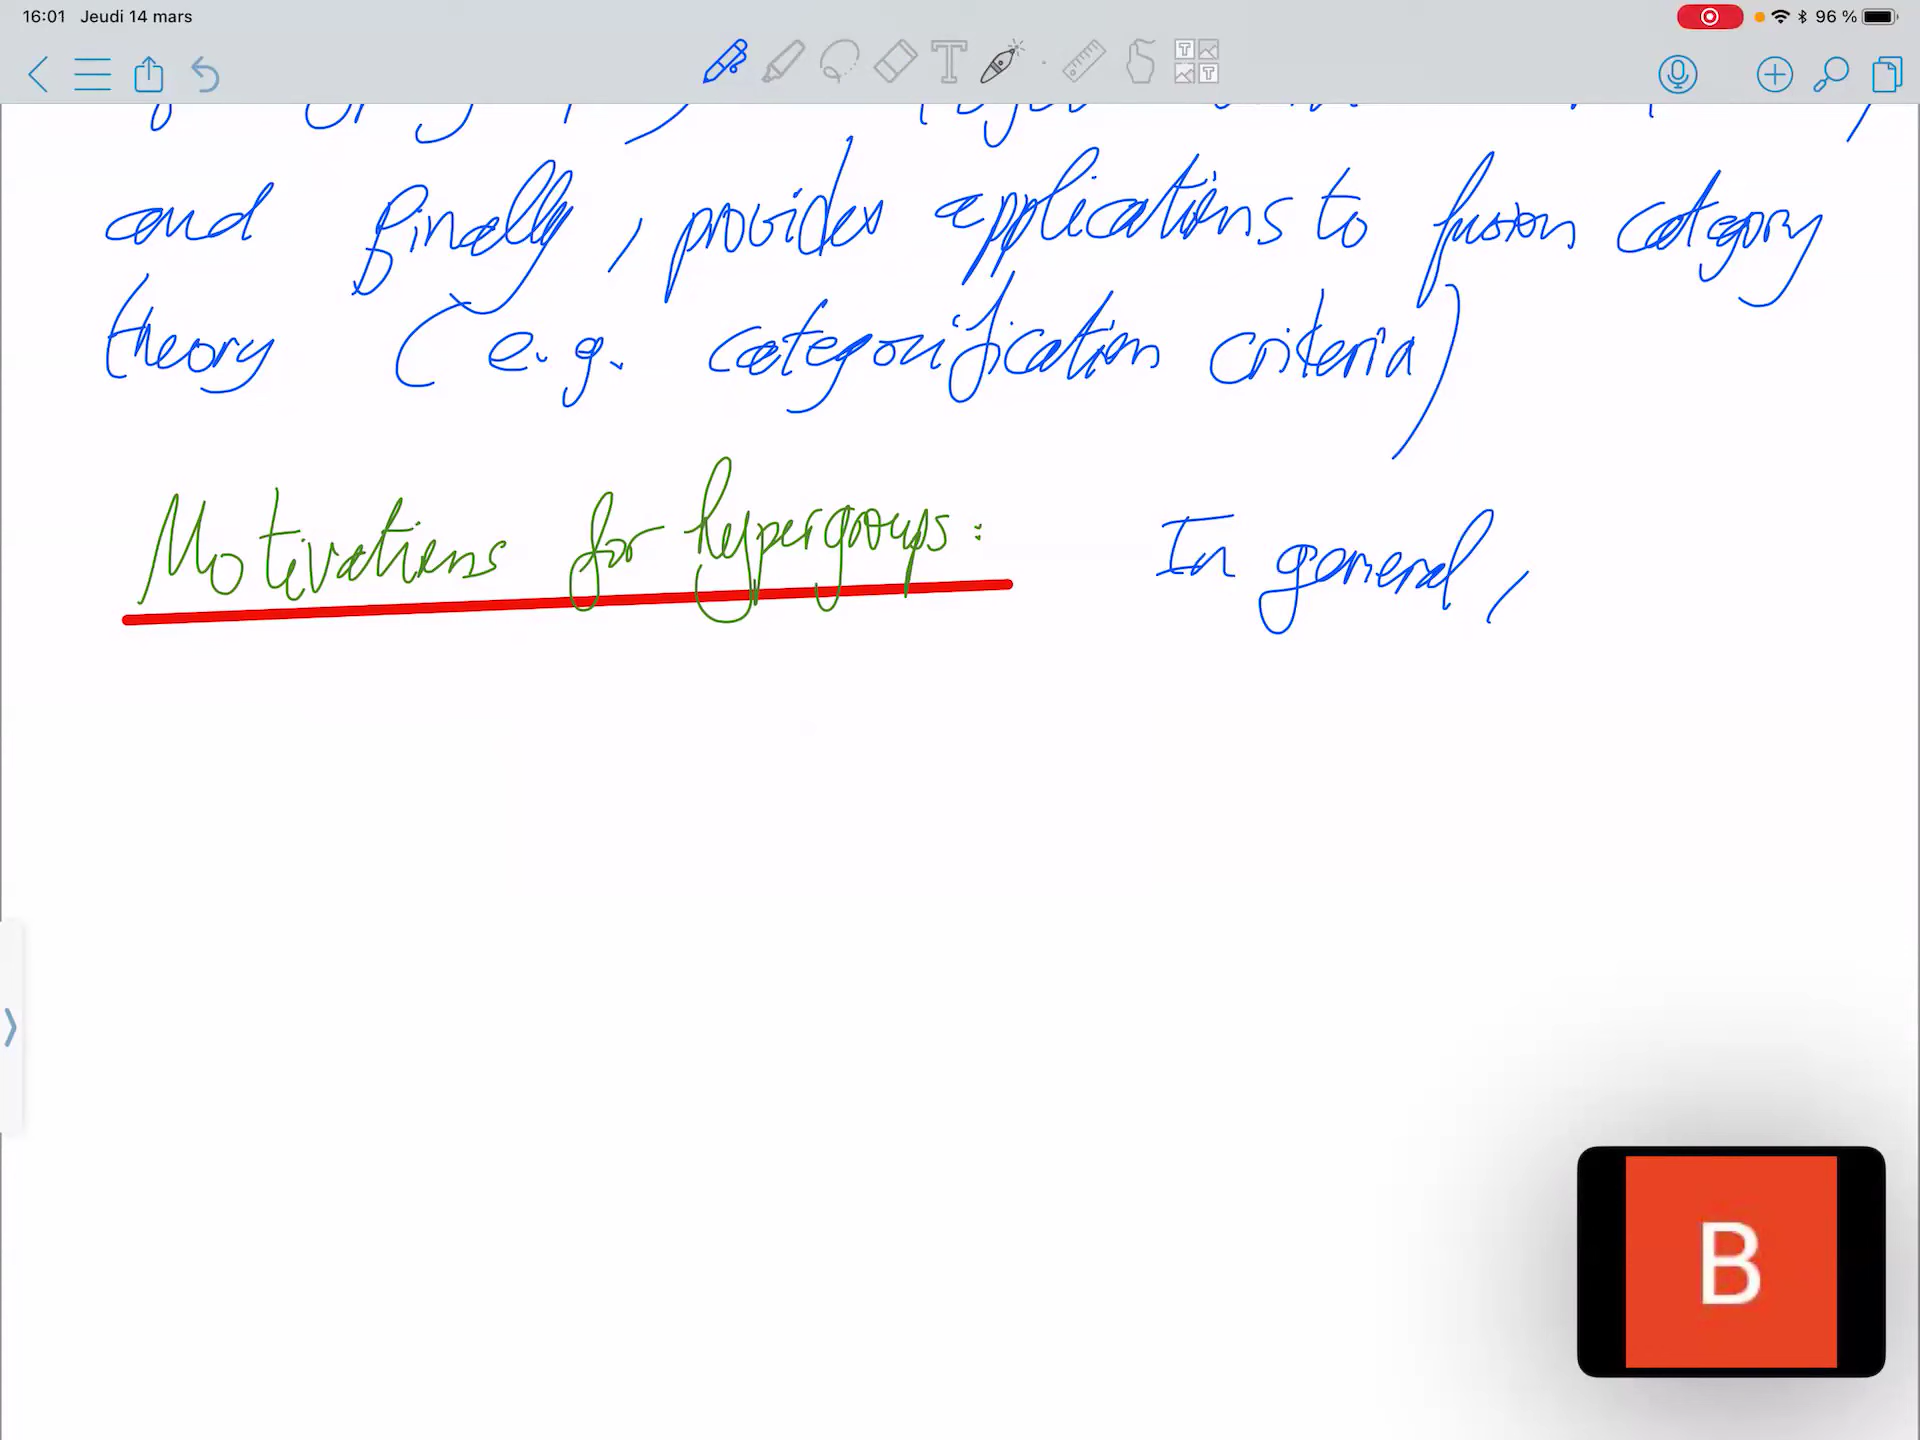 16:01 Jeudi 14 mars 96 %
and finally, provides applications to fusion category
theory (e.g. categorification criteria)
Motivations for hypergroups: In general,
B